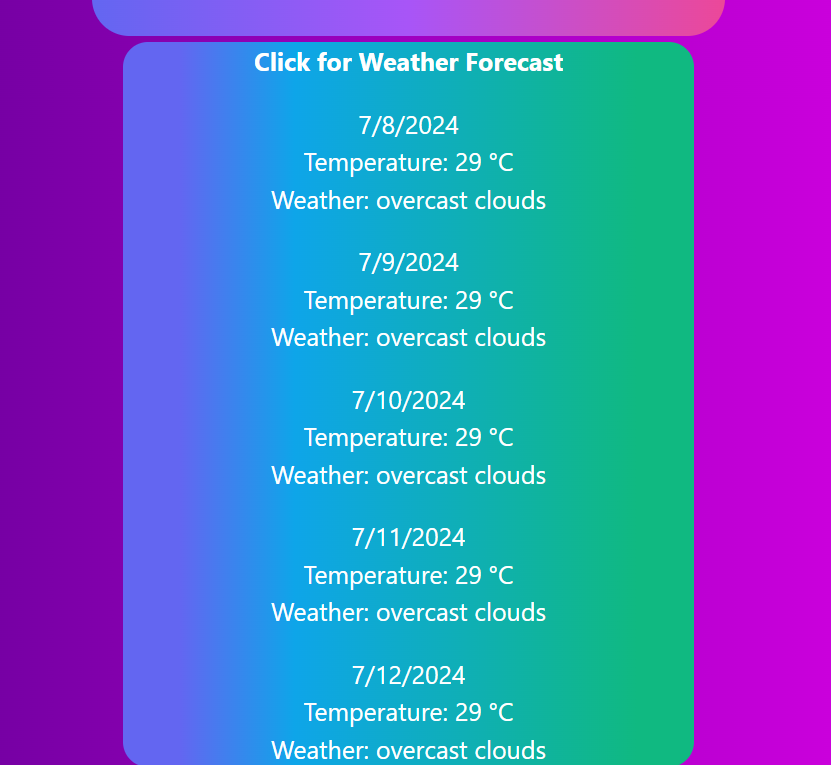 Click for Weather Forecast
7/8/2024
Temperature: 29 °C
Weather: overcast clouds
7/9/2024
Temperature: 29 °C
Weather: overcast clouds
7/10/2024
Temperature: 29 °C
Weather: overcast clouds
7/11/2024
Temperature: 29 °C
Weather: overcast clouds
7/12/2024
Temperature: 29 °C
Weather: overcast clouds